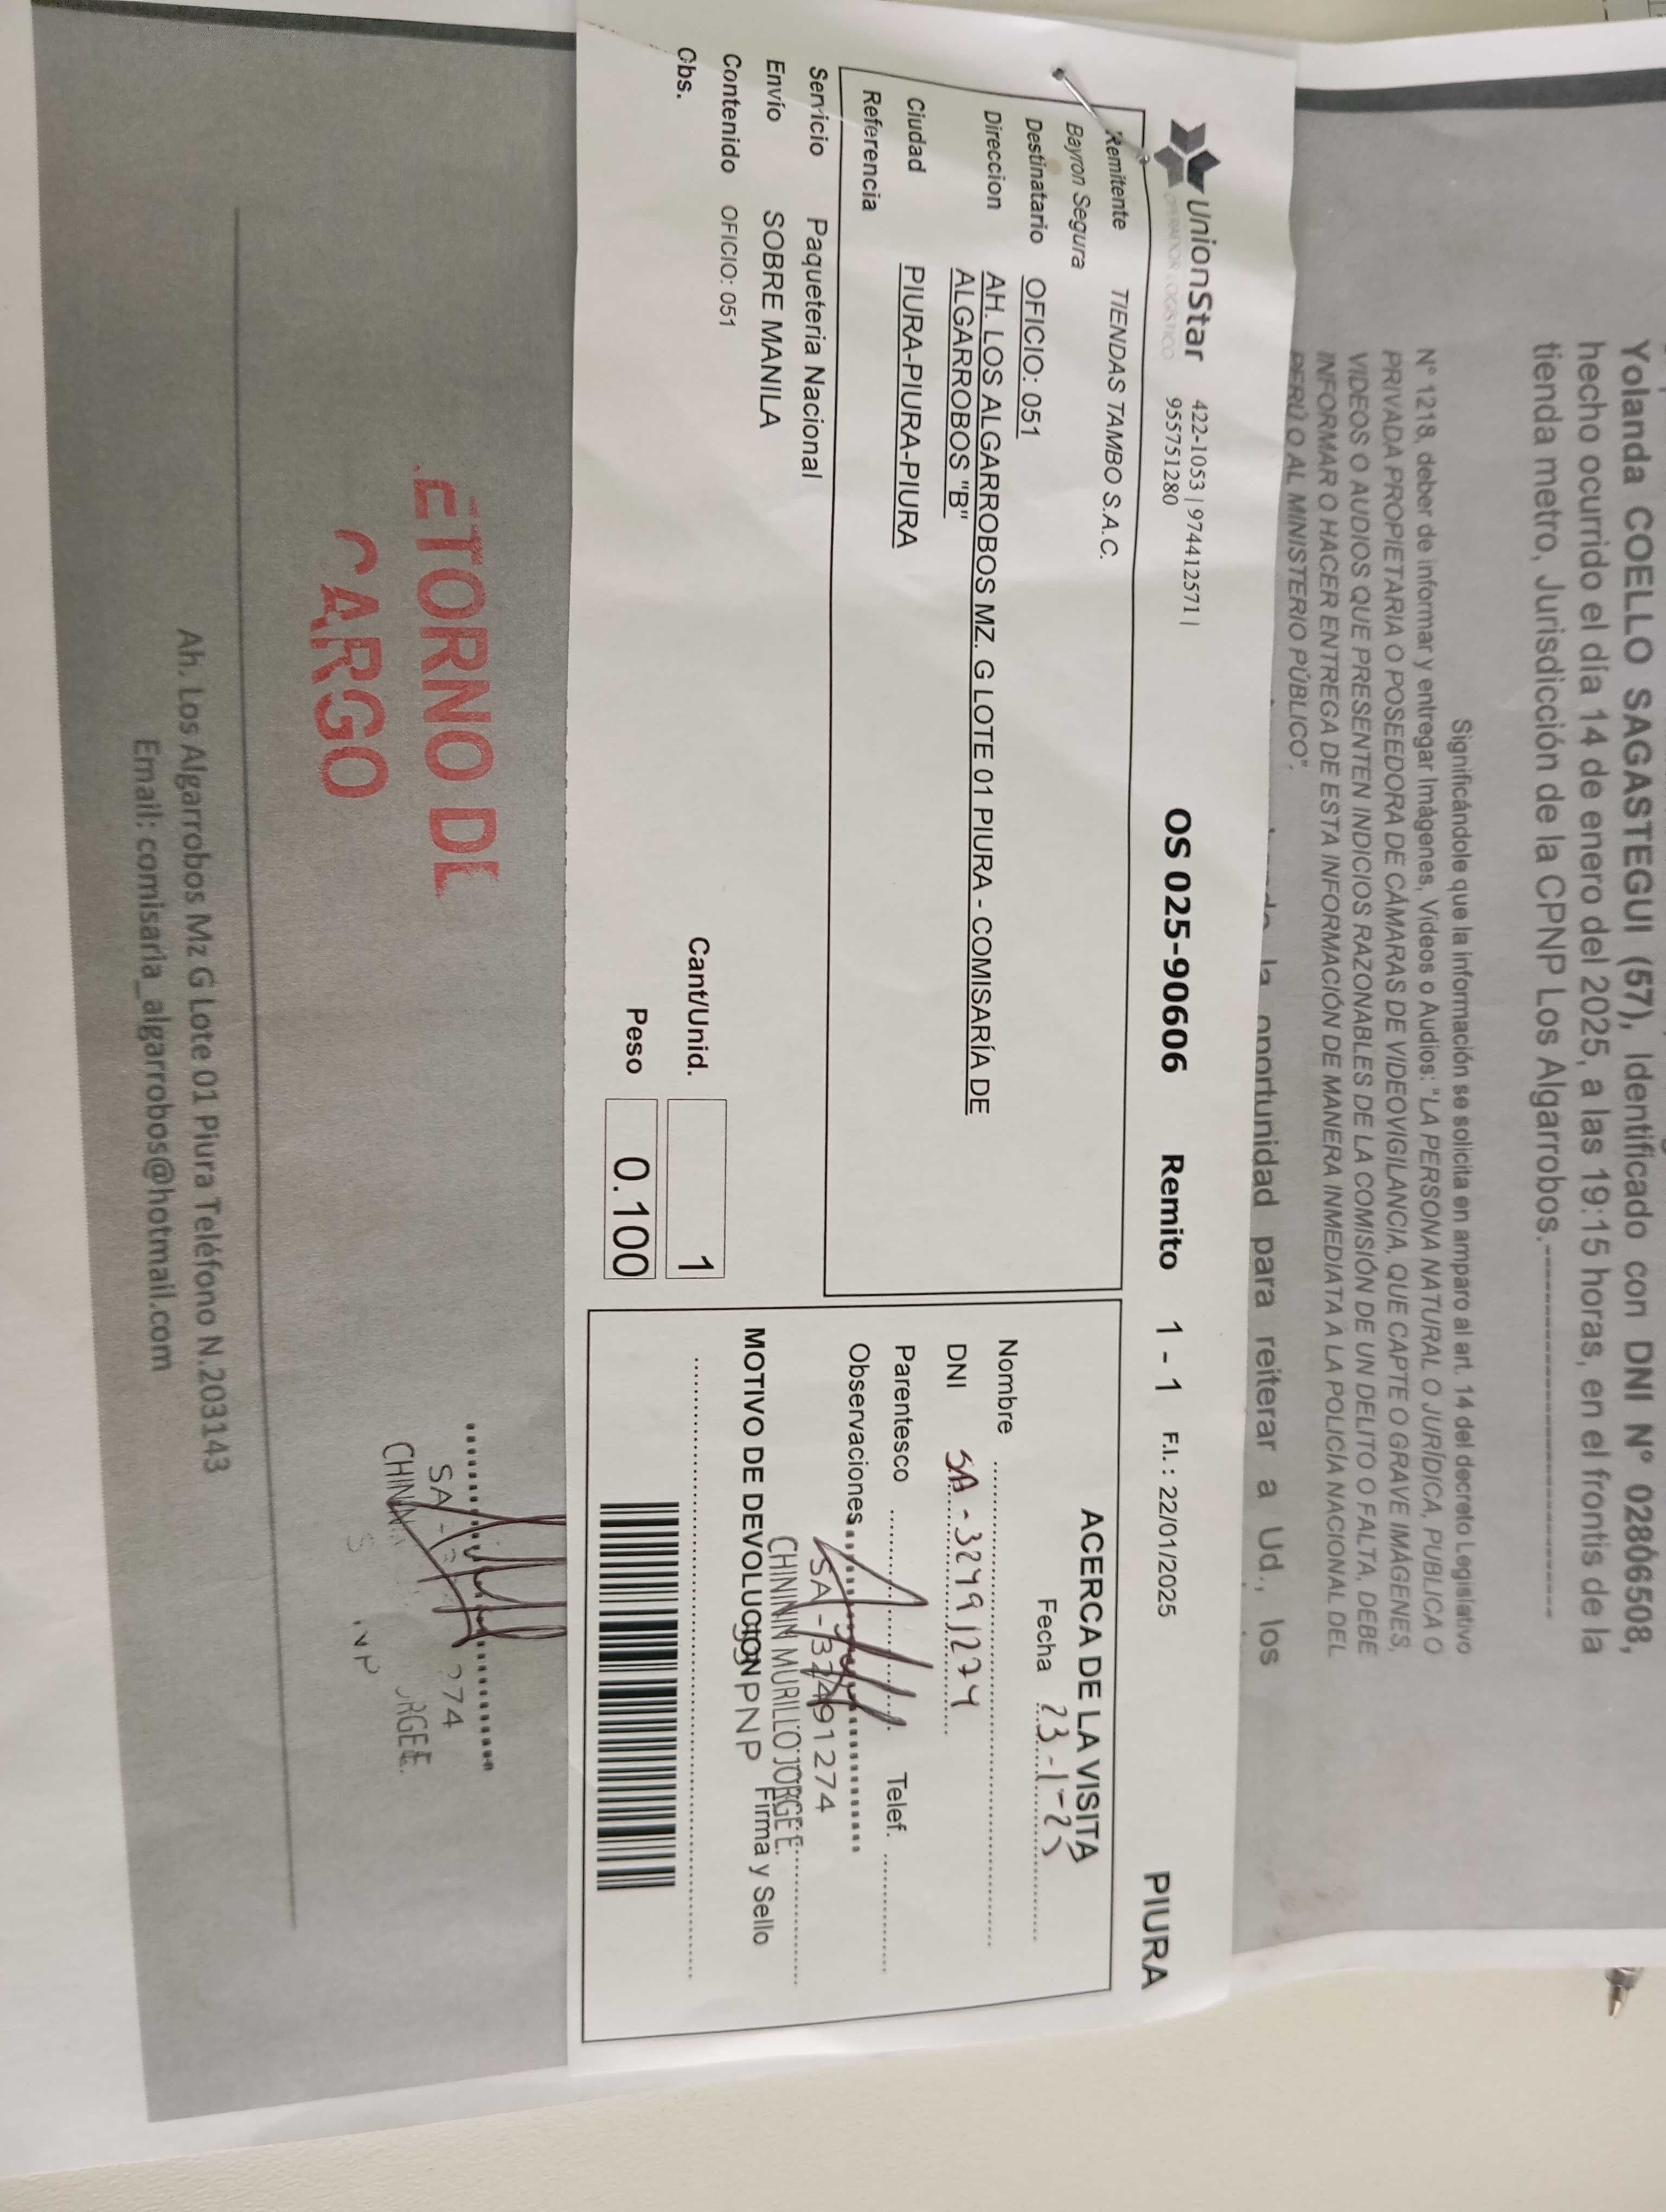 Yolanda COELLO SAGASTEGUI (57), Identificado con DNI N° 02806508,
hecho ocurrido el día 14 de enero del 2025, a las 19:15 horas, en el frontis de la
tienda metro, Jurisdicción de la CPNP Los Algarrobos.-
Significándole que la información se solicita en amparo al art. 14 del decreto Legislativo
N° 1218, deber de informar y entregar Imágenes, Videos o Audios: "LA PERSONA NATURAL O JURÍDICA, PUBLICA O
PRIVADA PROPIETARIA O POSEEDORA DE CÁMARAS DE VIDEOVIGILANCIA, QUE CAPTE O GRAVE IMÁGENES,
VIDEOS O AUDIOS QUE PRESENTEN INDICIOS RAZONABLES DE LA COMISIÓN DE UN DELITO O FALTA, DEBE
INFORMAR O HACER ENTREGA DE ESTA INFORMACIÓN DE MANERA INMEDIATA A LA POLICÍA NACIONAL DEL
PERÚ O AL MINISTERIO PÚBLICO".
la oportunidad para reiterar a Ud., los
UnionStar
OPERADOR LOGISTICO
422-1053 | 974412571 |
955751280
OS 025-90606 Remito 1 - 1 F.I.: 22/01/2025 PIURA
Remitente TIENDAS TAMBO S.A.C.
Bayron Segura
Destinatario OFICIO: 051
Direccion AH. LOS ALGARROBOS MZ. G LOTE 01 PIURA - COMISARÍA DE
ALGARROBOS "B"
Ciudad PIURA-PIURA-PIURA
Referencia
Servicio Paqueteria Nacional
Envío SOBRE MANILA
Contenido OFICIO: 051
Obs.
Cant/Unid. 1
Peso 0.100
ACERCA DE LA VISITA
Fecha 23-1-25
Nombre
DNI SA-32491274
Parentesco Telef.
Observaciones
SA - 32491274
CHININ MURILLO JORGE E.
MOTIVO DE DEVOLUCION PNP Firma y Sello
ETORNO DE
CARGO
SA - 274
CHININ RGE E.
Ah. Los Algarrobos Mz G Lote 01 Piura Teléfono N.203143
Email: comisaria_algarrobos@hotmail.com